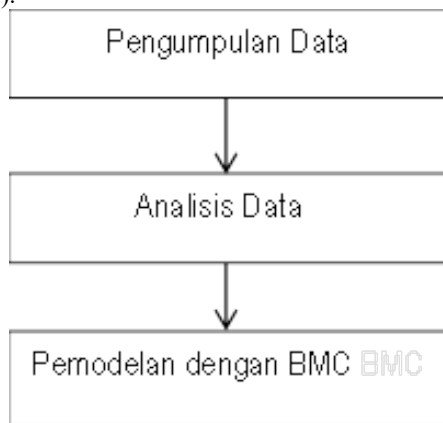 ).
Pengumpulan Data
Analisis Data
Pemodelan dengan BMC BMC